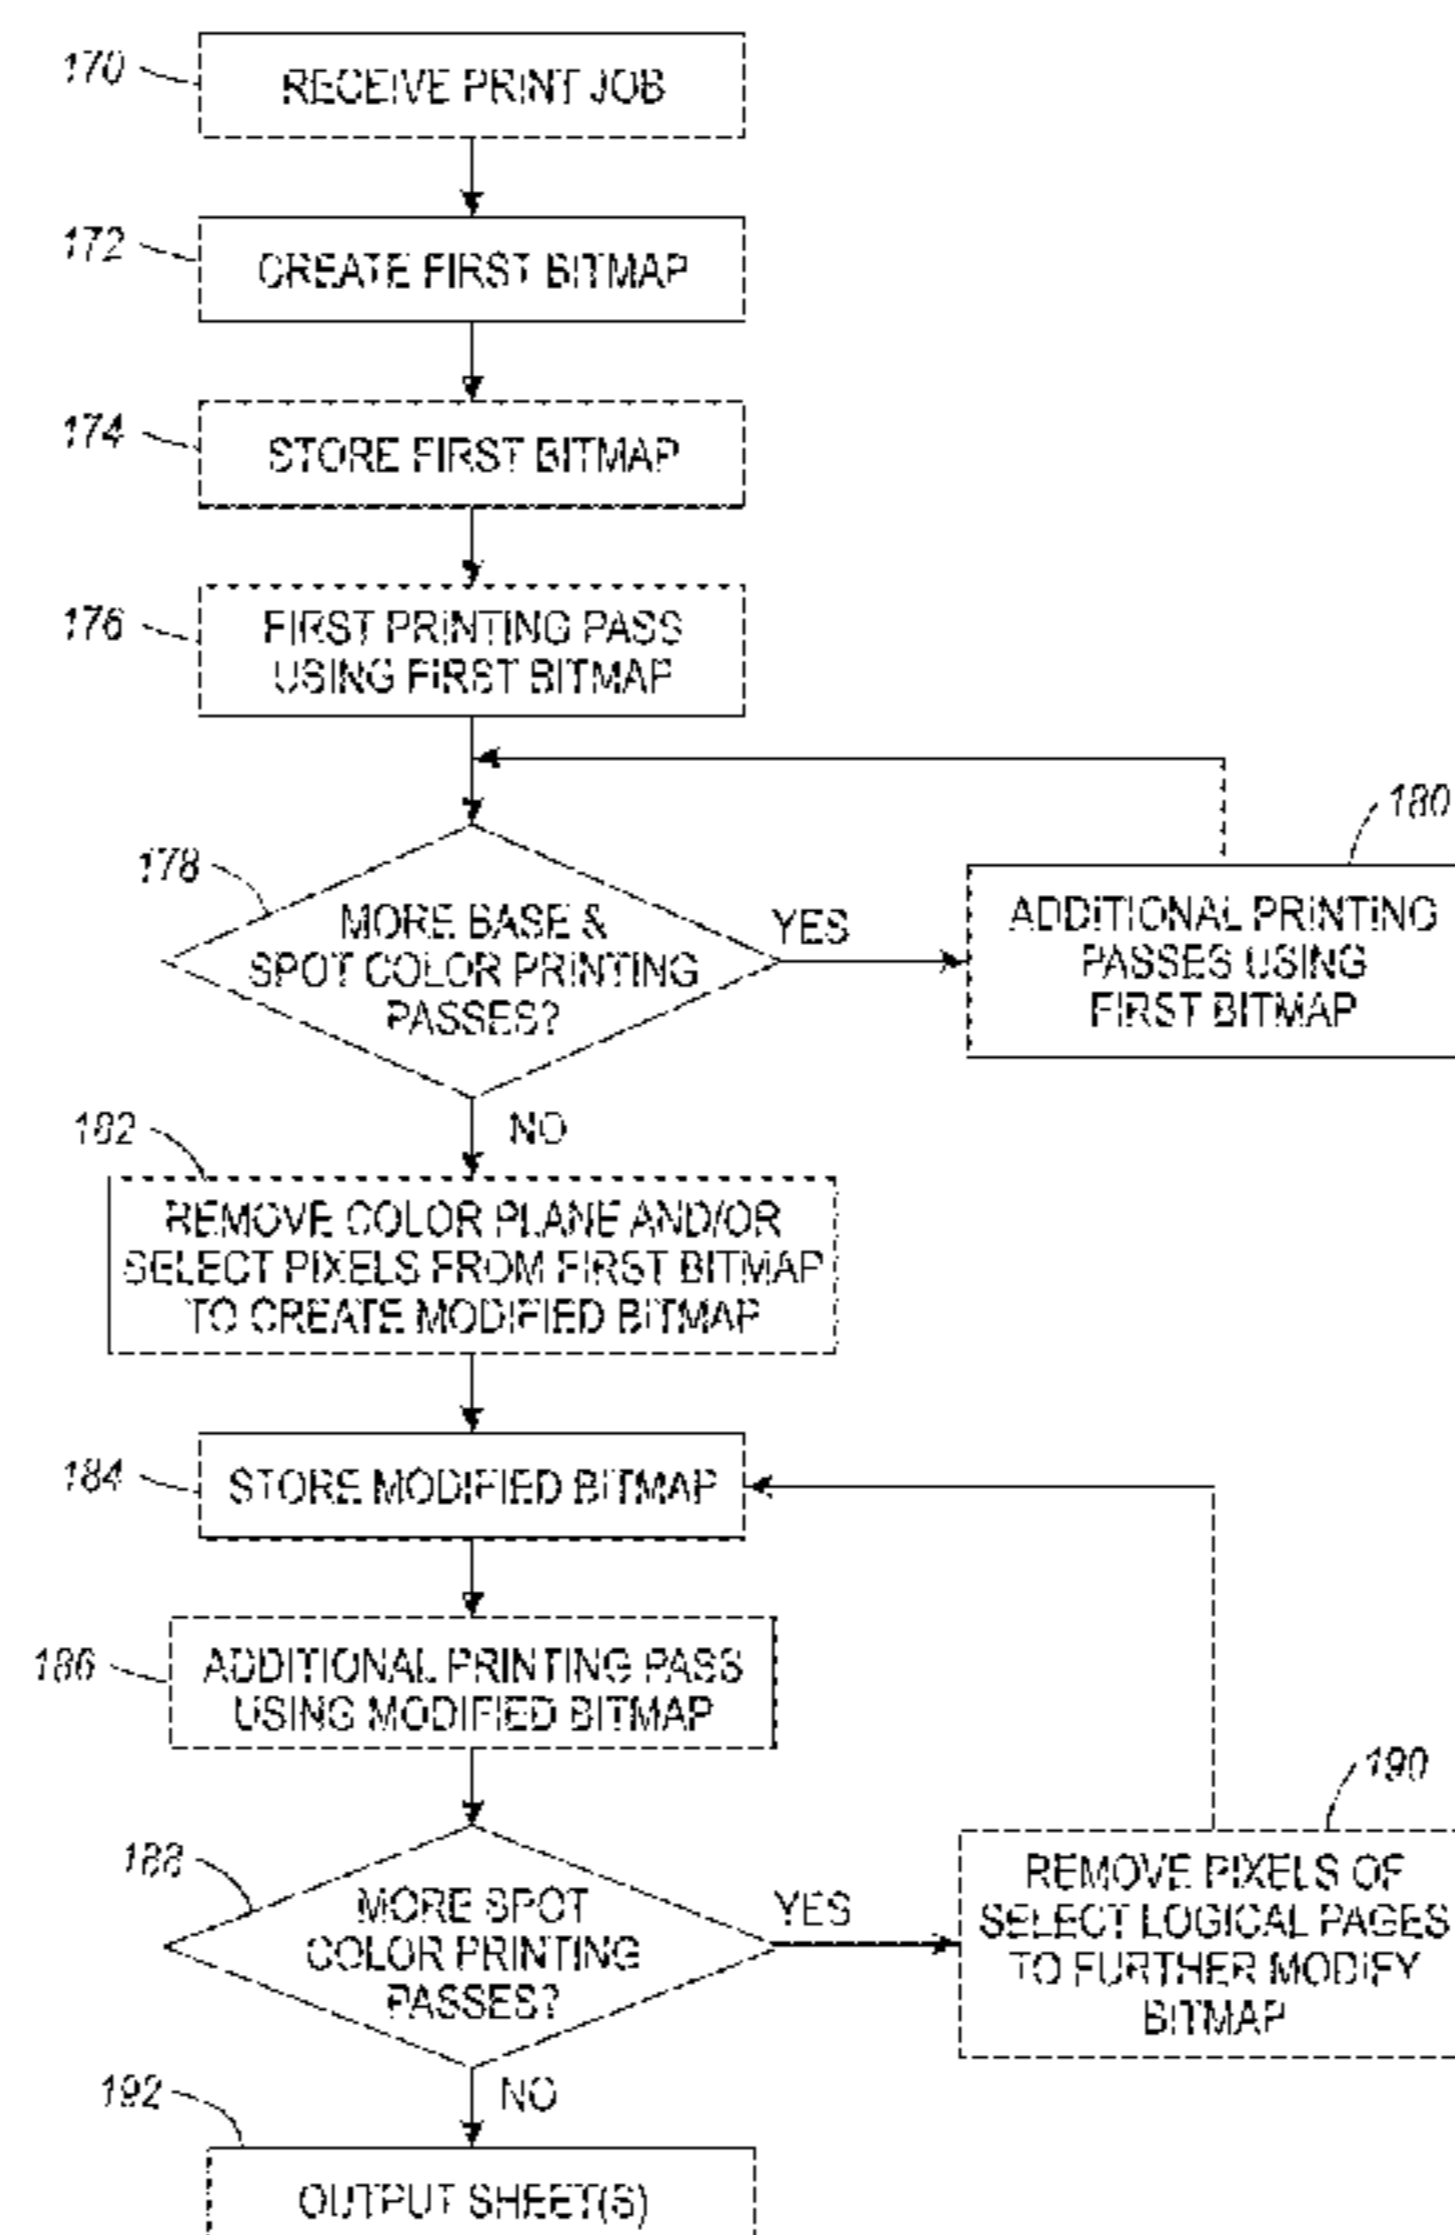 170
RECEIVE PRINT JOB
172
CREATE FIRST BITMAP
174
STORE FIRST BITMAP
176
FIRST PRINTING PASS
USING FIRST BITMAP
178
MORE BASE &
SPOT COLOR PRINTING
PASSES?
YES
180
ADDITIONAL PRINTING
PASSES USING
FIRST BITMAP
NO
182
REMOVE COLOR PLANE AND/OR
SELECT PIXELS FROM FIRST BITMAP
TO CREATE MODIFIED BITMAP
184
STORE MODIFIED BITMAP
186
ADDITIONAL PRINTING PASS
USING MODIFIED BITMAP
188
MORE SPOT
COLOR PRINTING
PASSES?
YES
190
REMOVE PIXELS OF
SELECT LOGICAL PAGES
TO FURTHER MODIFY
BITMAP
NO
192
OUTPUT SHEET(S)